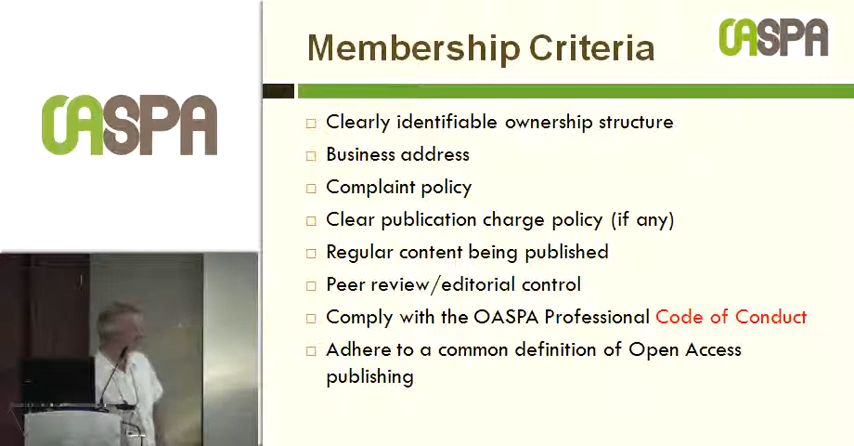 Membership Criteria
OASPA
OASPA
Clearly identifiable ownership structure
Business address
Complaint policy
Clear publication charge policy (if any)
Regular content being published
Peer review/editorial control
Comply with the OASPA Professional Code of Conduct
Adhere to a common definition of Open Access
publishing